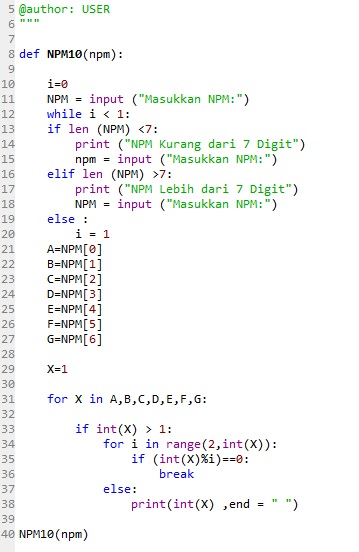 5 @author: USER
6 """
7
8 def NPM10(npm):
9
10     i=0
11     NPM = input ("Masukkan NPM:")
12     while i < 1:
13     if len (NPM) <7:
14         print ("NPM Kurang dari 7 Digit")
15         npm = input ("Masukkan NPM:")
16     elif len (NPM) >7:
17         print ("NPM Lebih dari 7 Digit")
18         NPM = input ("Masukkan NPM:")
19     else :
20         i = 1
21     A=NPM[0]
22     B=NPM[1]
23     C=NPM[2]
24     D=NPM[3]
25     E=NPM[4]
26     F=NPM[5]
27     G=NPM[6]
28
29     X=1
30
31     for X in A,B,C,D,E,F,G:
32
33         if int(X) > 1:
34             for i in range(2,int(X)):
35                 if (int(X)%i)==0:
36                     break
37             else:
38                 print(int(X) ,end = " ")
39
40 NPM10(npm)